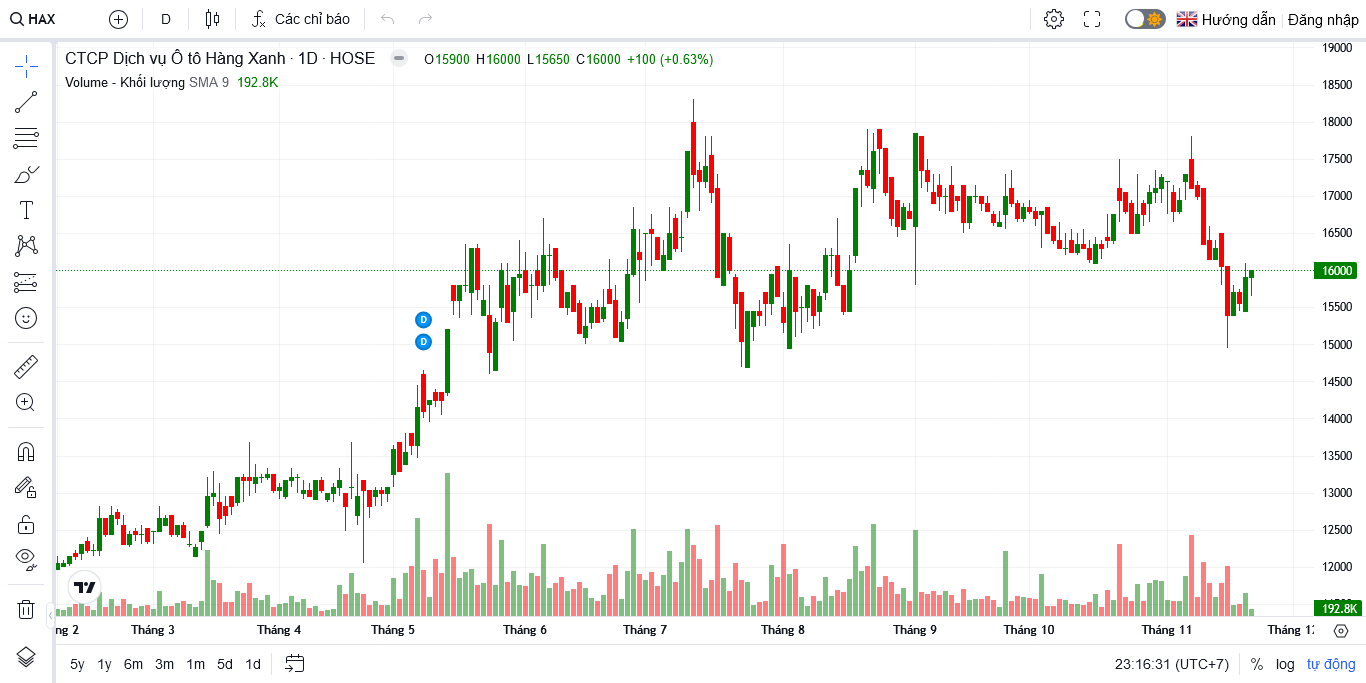 HAX D Các chỉ báo Hướng dẫn Đăng nhập
CTCP Dịch vụ Ô tô Hàng Xanh · 1D · HOSE O15900 H16000 L15650 C16000 +100 (+0.63%)
Volume - Khối lượng SMA 9 192.8K
19000
18500
18000
17500
17000
16500
16000
15500
15000
14500
14000
13500
13000
12500
12000
192.8K
D
D
ng 2 Tháng 3 Tháng 4 Tháng 5 Tháng 6 Tháng 7 Tháng 8 Tháng 9 Tháng 10 Tháng 11 Tháng 1
5y 1y 6m 3m 1m 5d 1d 23:16:31 (UTC+7) % log tự động